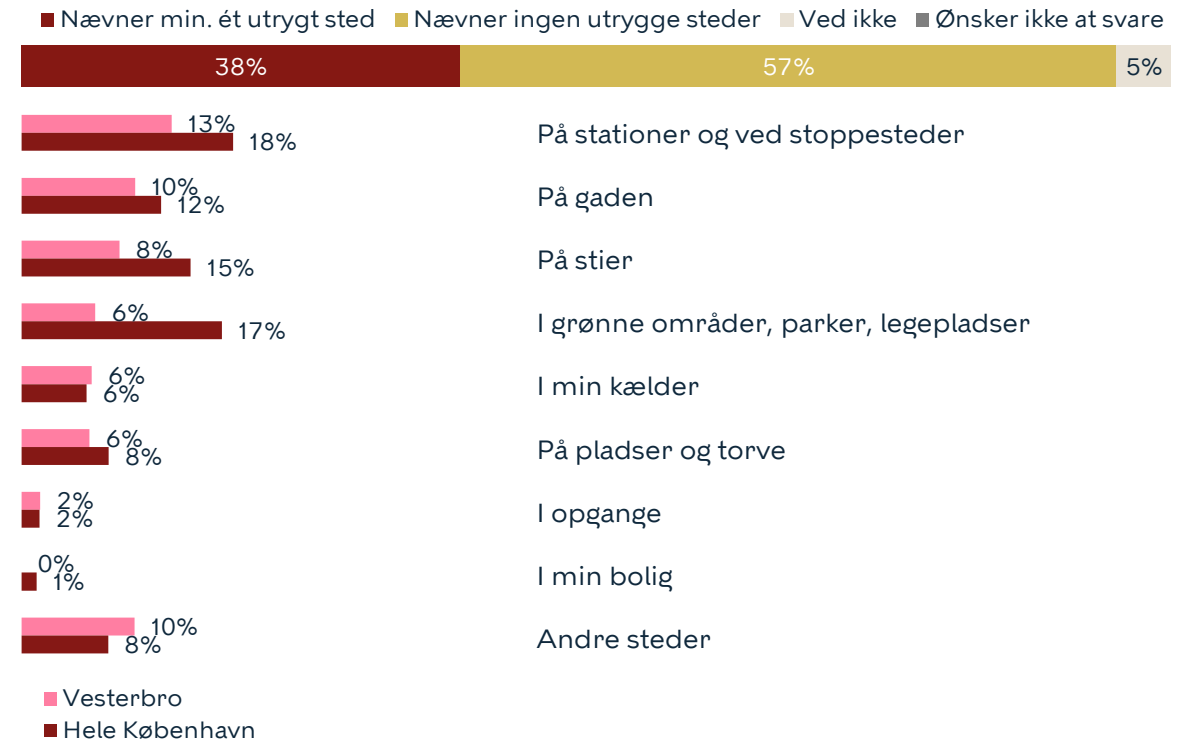 Nævner min. ét utrygt sted Nævner ingen utrygge steder Ved ikke Ønsker ikke at svare
38% 57% 5%
13%
18%
På stationer og ved stoppesteder
10%
12%
På gaden
8%
15%
På stier
6%
17%
I grønne områder, parker, legepladser
6%
6%
I min kælder
6%
8%
På pladser og torve
2%
2%
I opgange
0%
1%
I min bolig
10%
8%
Andre steder
Vesterbro
Hele København